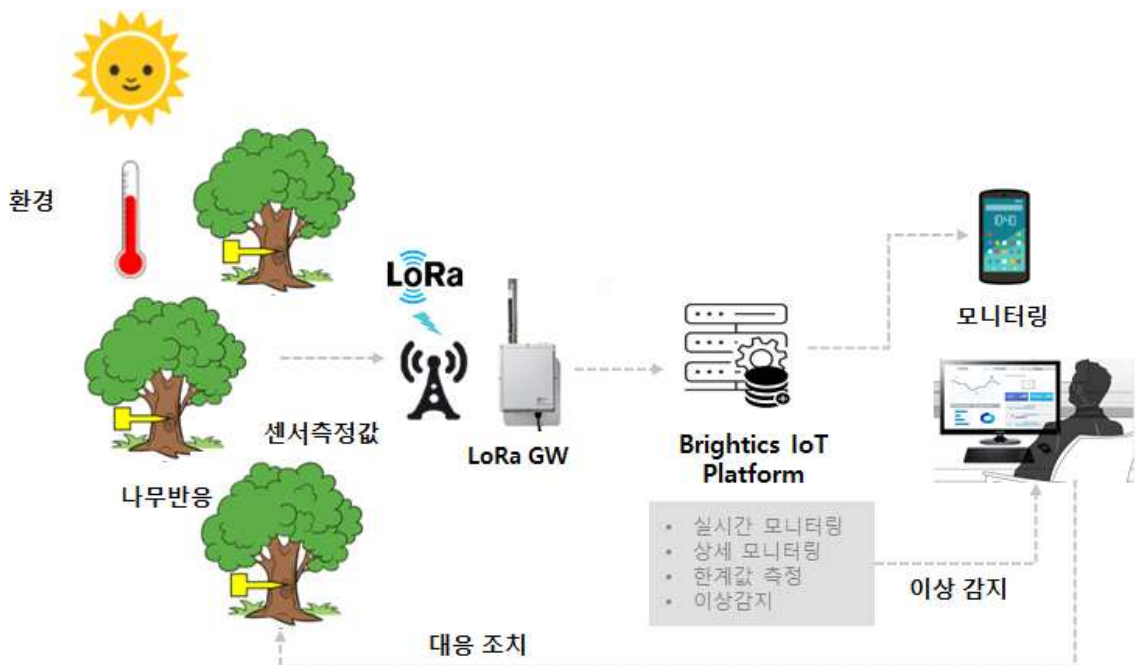 환경
LoRa
모니터링
센서측정값
LoRa GW
Brightics IoT
Platform
나무반응
• 실시간 모니터링
• 상세 모니터링
• 한계값 측정
• 이상감지
이상 감지
대응 조치